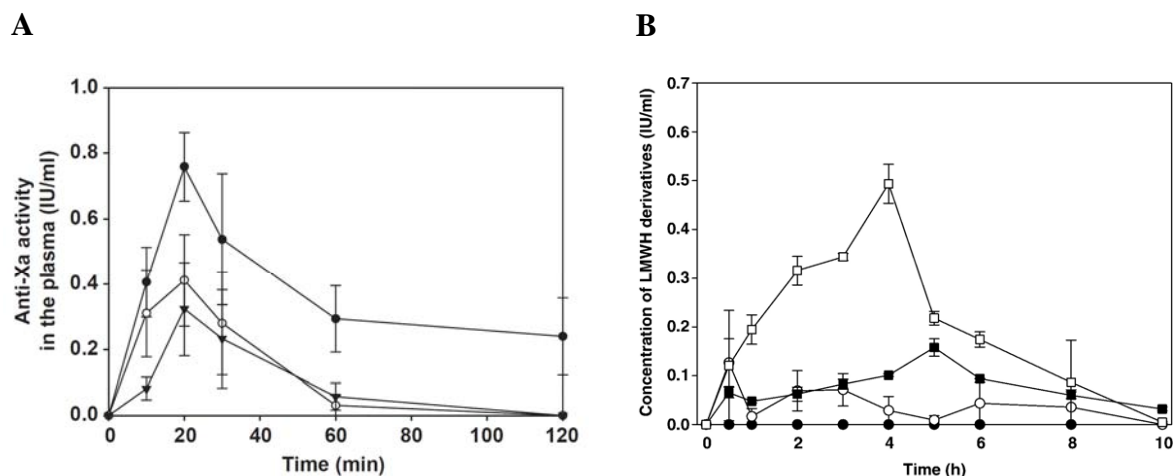 A
B
Anti-Xa activity
in the plasma (IU/ml)
1.0
0.8
0.6
0.4
0.2
0.0
0 20 40 60 80 100 120
Time (min)
Concentration of LMWH derivatives (IU/ml)
0.7
0.6
0.5
0.3
0.2
0.1
0.0
0 2 4 6 8 10
Time (h)